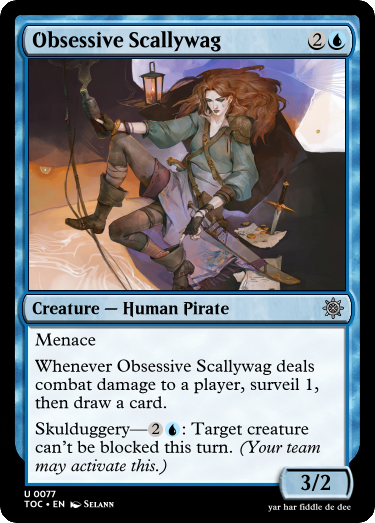 Obsessive Scallywag 2
Creature — Human Pirate
Menace
Whenever Obsessive Scallywag deals
combat damage to a player, surveil 1,
then draw a card.
Skulduggery—2 : Target creature
can't be blocked this turn. (Your team
may activate this.)
3/2
U 0077
TOC • EN Selann
yar har fiddle de dee